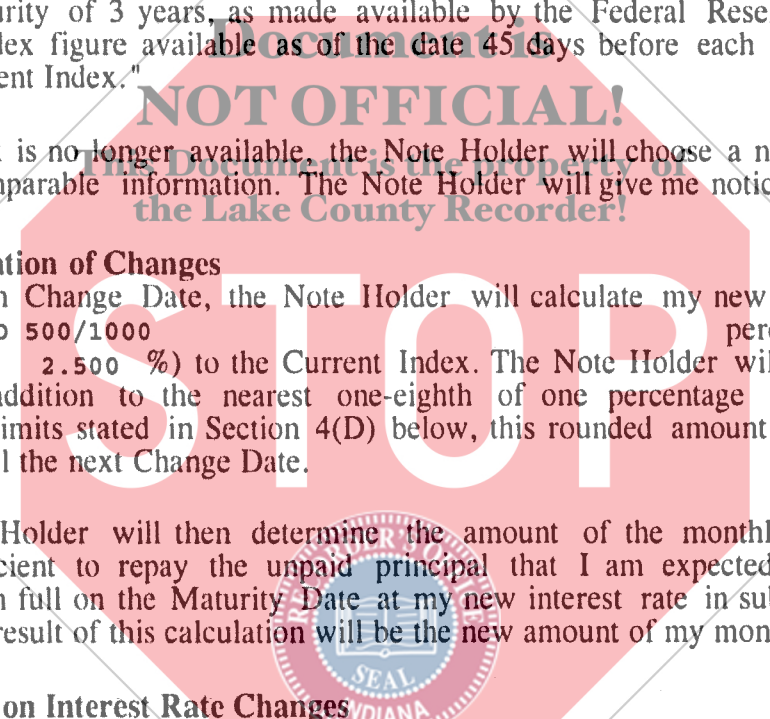 urity of 3 years, as made available by the Federal Rese
dex figure available as of the date 45 days before each
ent Index."
Document is
NOT OFFICIAL!
This Document is the property of
the Lake County Recorder!
is no longer available, the Note Holder will choose a n
nparable information. The Note Holder will give me notic
ation of Changes
n Change Date, the Note Holder will calculate my new
o 500/1000 per
2.500 %) to the Current Index. The Note Holder wil
addition to the nearest one-eighth of one percentage
imits stated in Section 4(D) below, this rounded amount
l the next Change Date.
STOP
Holder will then determine the amount of the monthl
cient to repay the unpaid principal that I am expected
n full on the Maturity Date at my new interest rate in sul
result of this calculation will be the new amount of my mon
RECORDER'S OFFICE
SEAL
INDIANA
on Interest Rate Changes